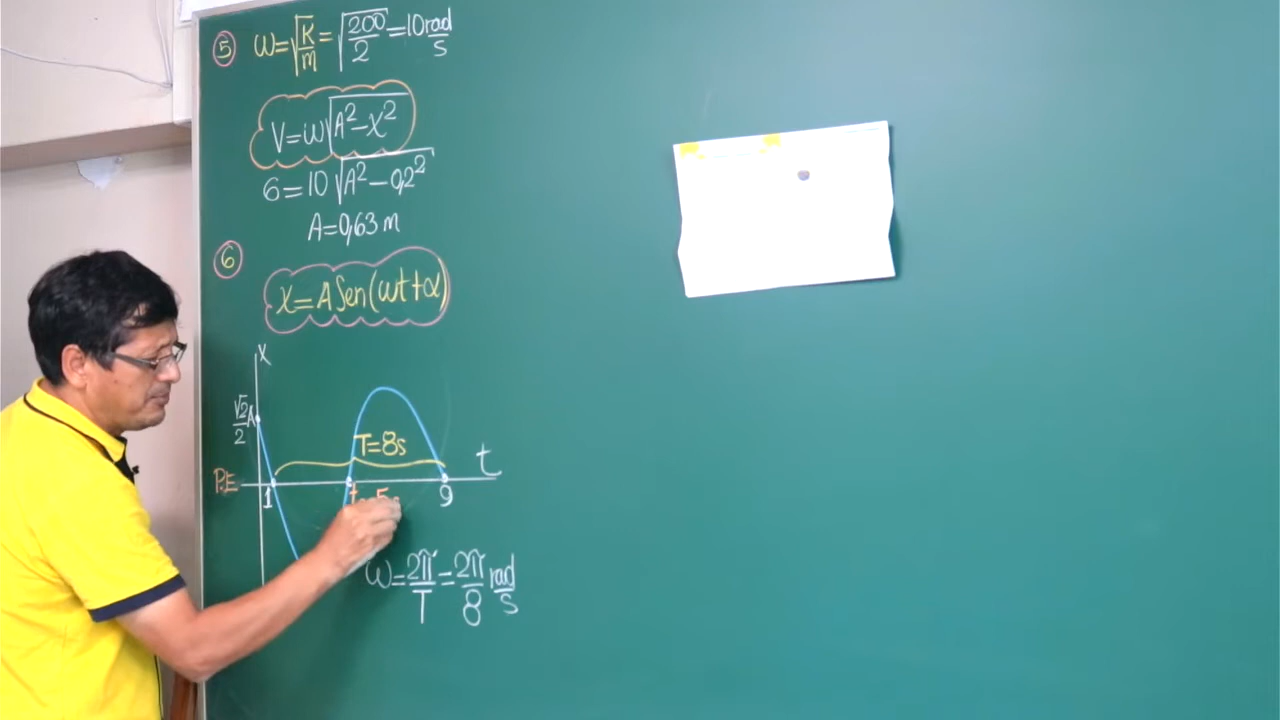 ⑤ ω=√(K/m)=√(200/2)=10 rad/s
V=ω√(A²-x²)
6=10√(A²-0,2²)
A=0,63 m
⑥
x=A Sen(ωt+α)
x
√2/2 A
T=8s
t
P.E
1
9
ω=2π/T=2π/8 rad/s